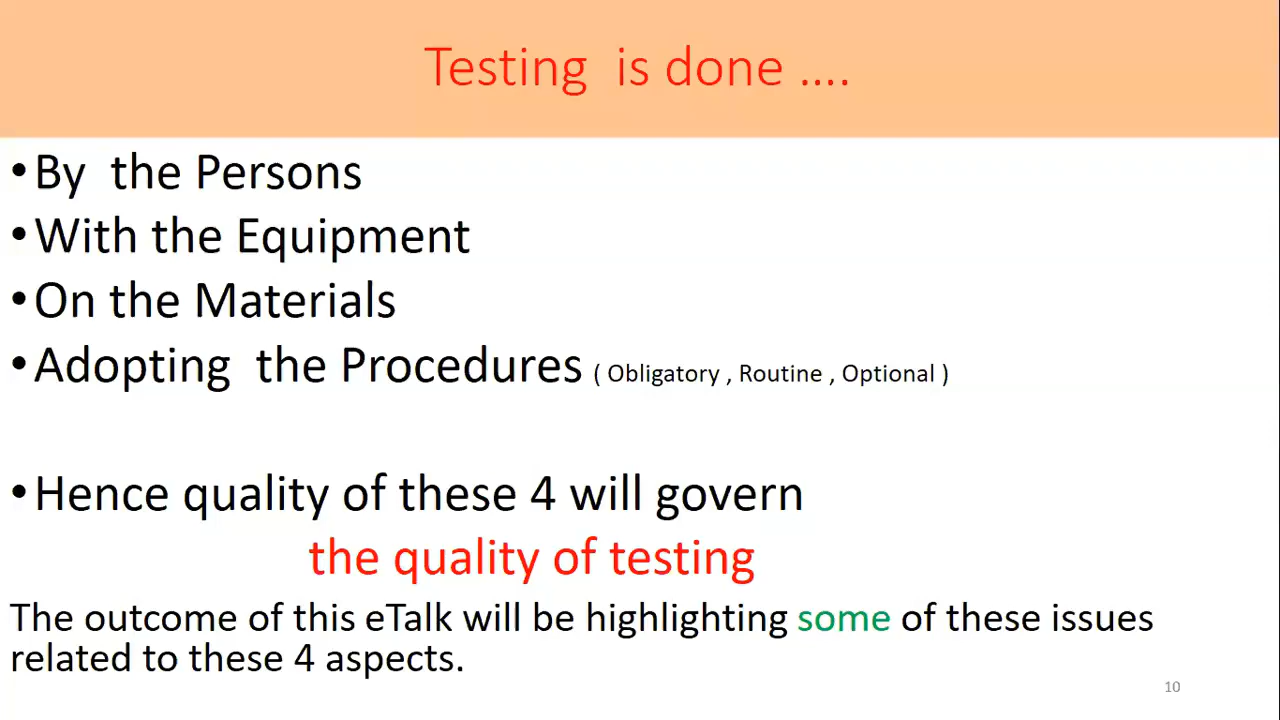 Testing  is done ....
•By  the Persons
•With the Equipment
•On the Materials
•Adopting  the Procedures ( Obligatory , Routine , Optional )
•Hence quality of these 4 will govern
the quality of testing
The outcome of this eTalk will be highlighting some of these issues
related to these 4 aspects.
10